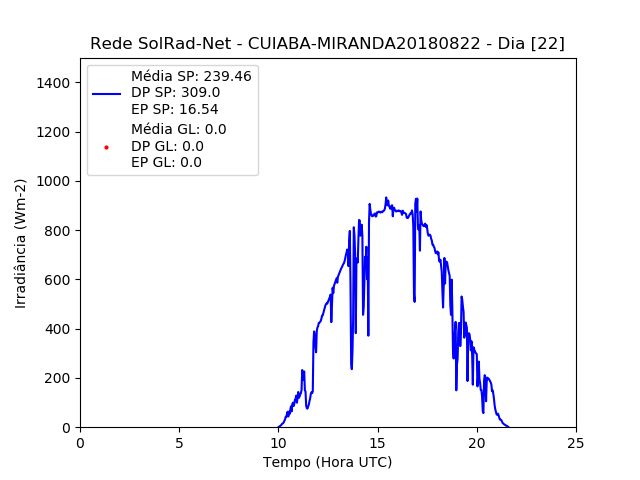 Rede SolRad-Net - CUIABA-MIRANDA20180822 - Dia [22]
Média SP: 239.46
DP SP: 309.0
EP SP: 16.54
Média GL: 0.0
DP GL: 0.0
EP GL: 0.0
1400
1200
1000
800
600
400
200
0
Irradiância (Wm-2)
0 5 10 15 20 25
Tempo (Hora UTC)